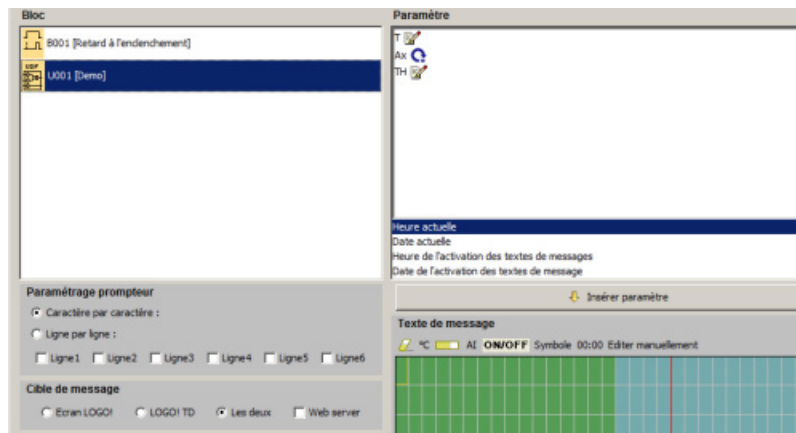 Bloc
B001 [Retard à l'enclenchement]
UDF
U001 [Demo]
Paramètre
T
Ax
TH
Heure actuelle
Date actuelle
Heure de l'activation des textes de messages
Date de l'activation des textes de message
Paramétrage prompteur
Caractère par caractère :
Ligne par ligne :
Ligne1 Ligne2 Ligne3 Ligne4 Ligne5 Ligne6
Cible de message
Ecran LOGO! LOGO! TD Les deux Web server
Insérer paramètre
Texte de message
°C AI ON/OFF Symbole 00:00 Editer manuellement